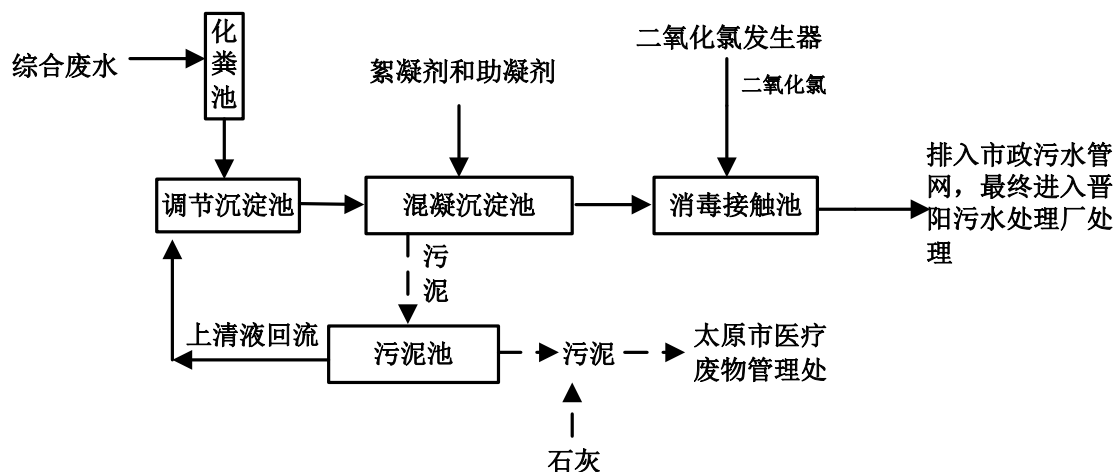 综合废水
化
粪
池
絮凝剂和助凝剂
二氧化氯发生器
二氧化氯
调节沉淀池
混凝沉淀池
消毒接触池
排入市政污水管
网，最终进入晋
阳污水处理厂处
理
污
泥
上清液回流
污泥池
污泥
太原市医疗
废物管理处
石灰